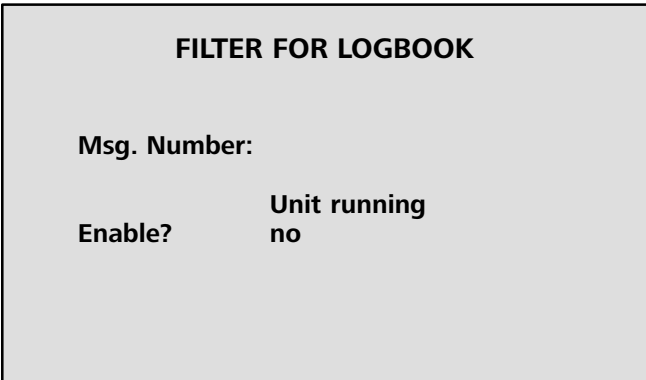 FILTER FOR LOGBOOK
Msg. Number:
Unit running
Enable? no